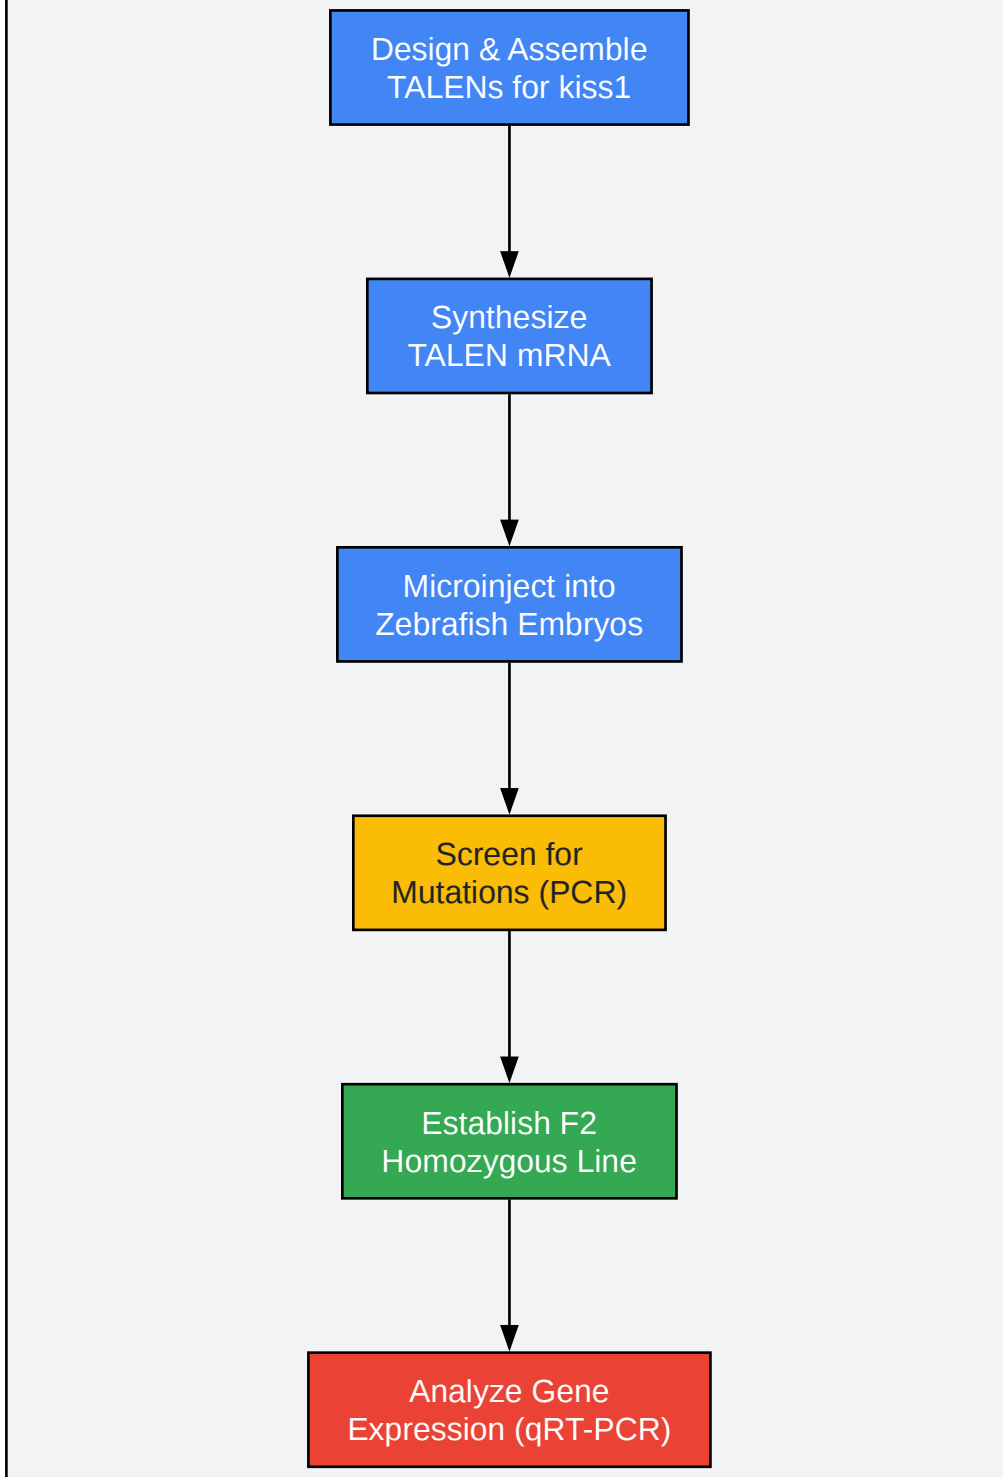 Design & Assemble
TALENs for kiss1
Synthesize
TALEN mRNA
Microinject into
Zebrafish Embryos
Screen for
Mutations (PCR)
Establish F2
Homozygous Line
Analyze Gene
Expression (qRT-PCR)